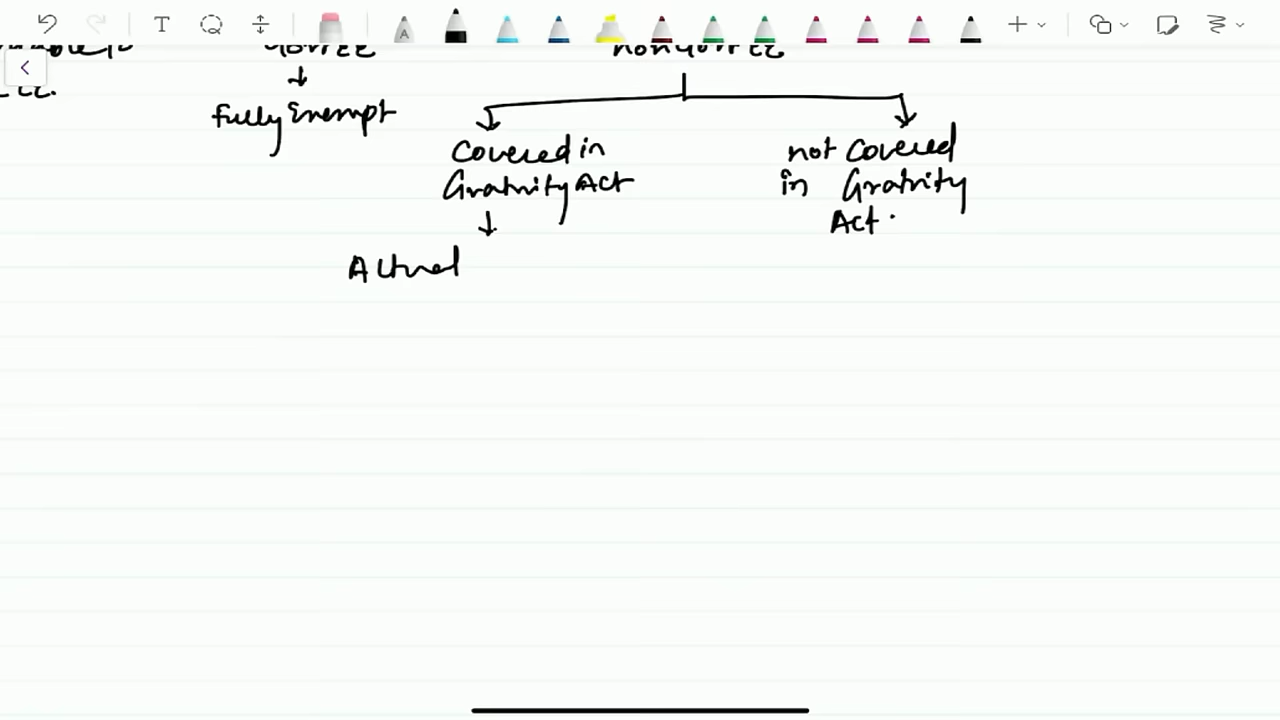 Fully Exempt
Covered in
Gratuity Act
not Covered
in Gratuity
Act.
Actual